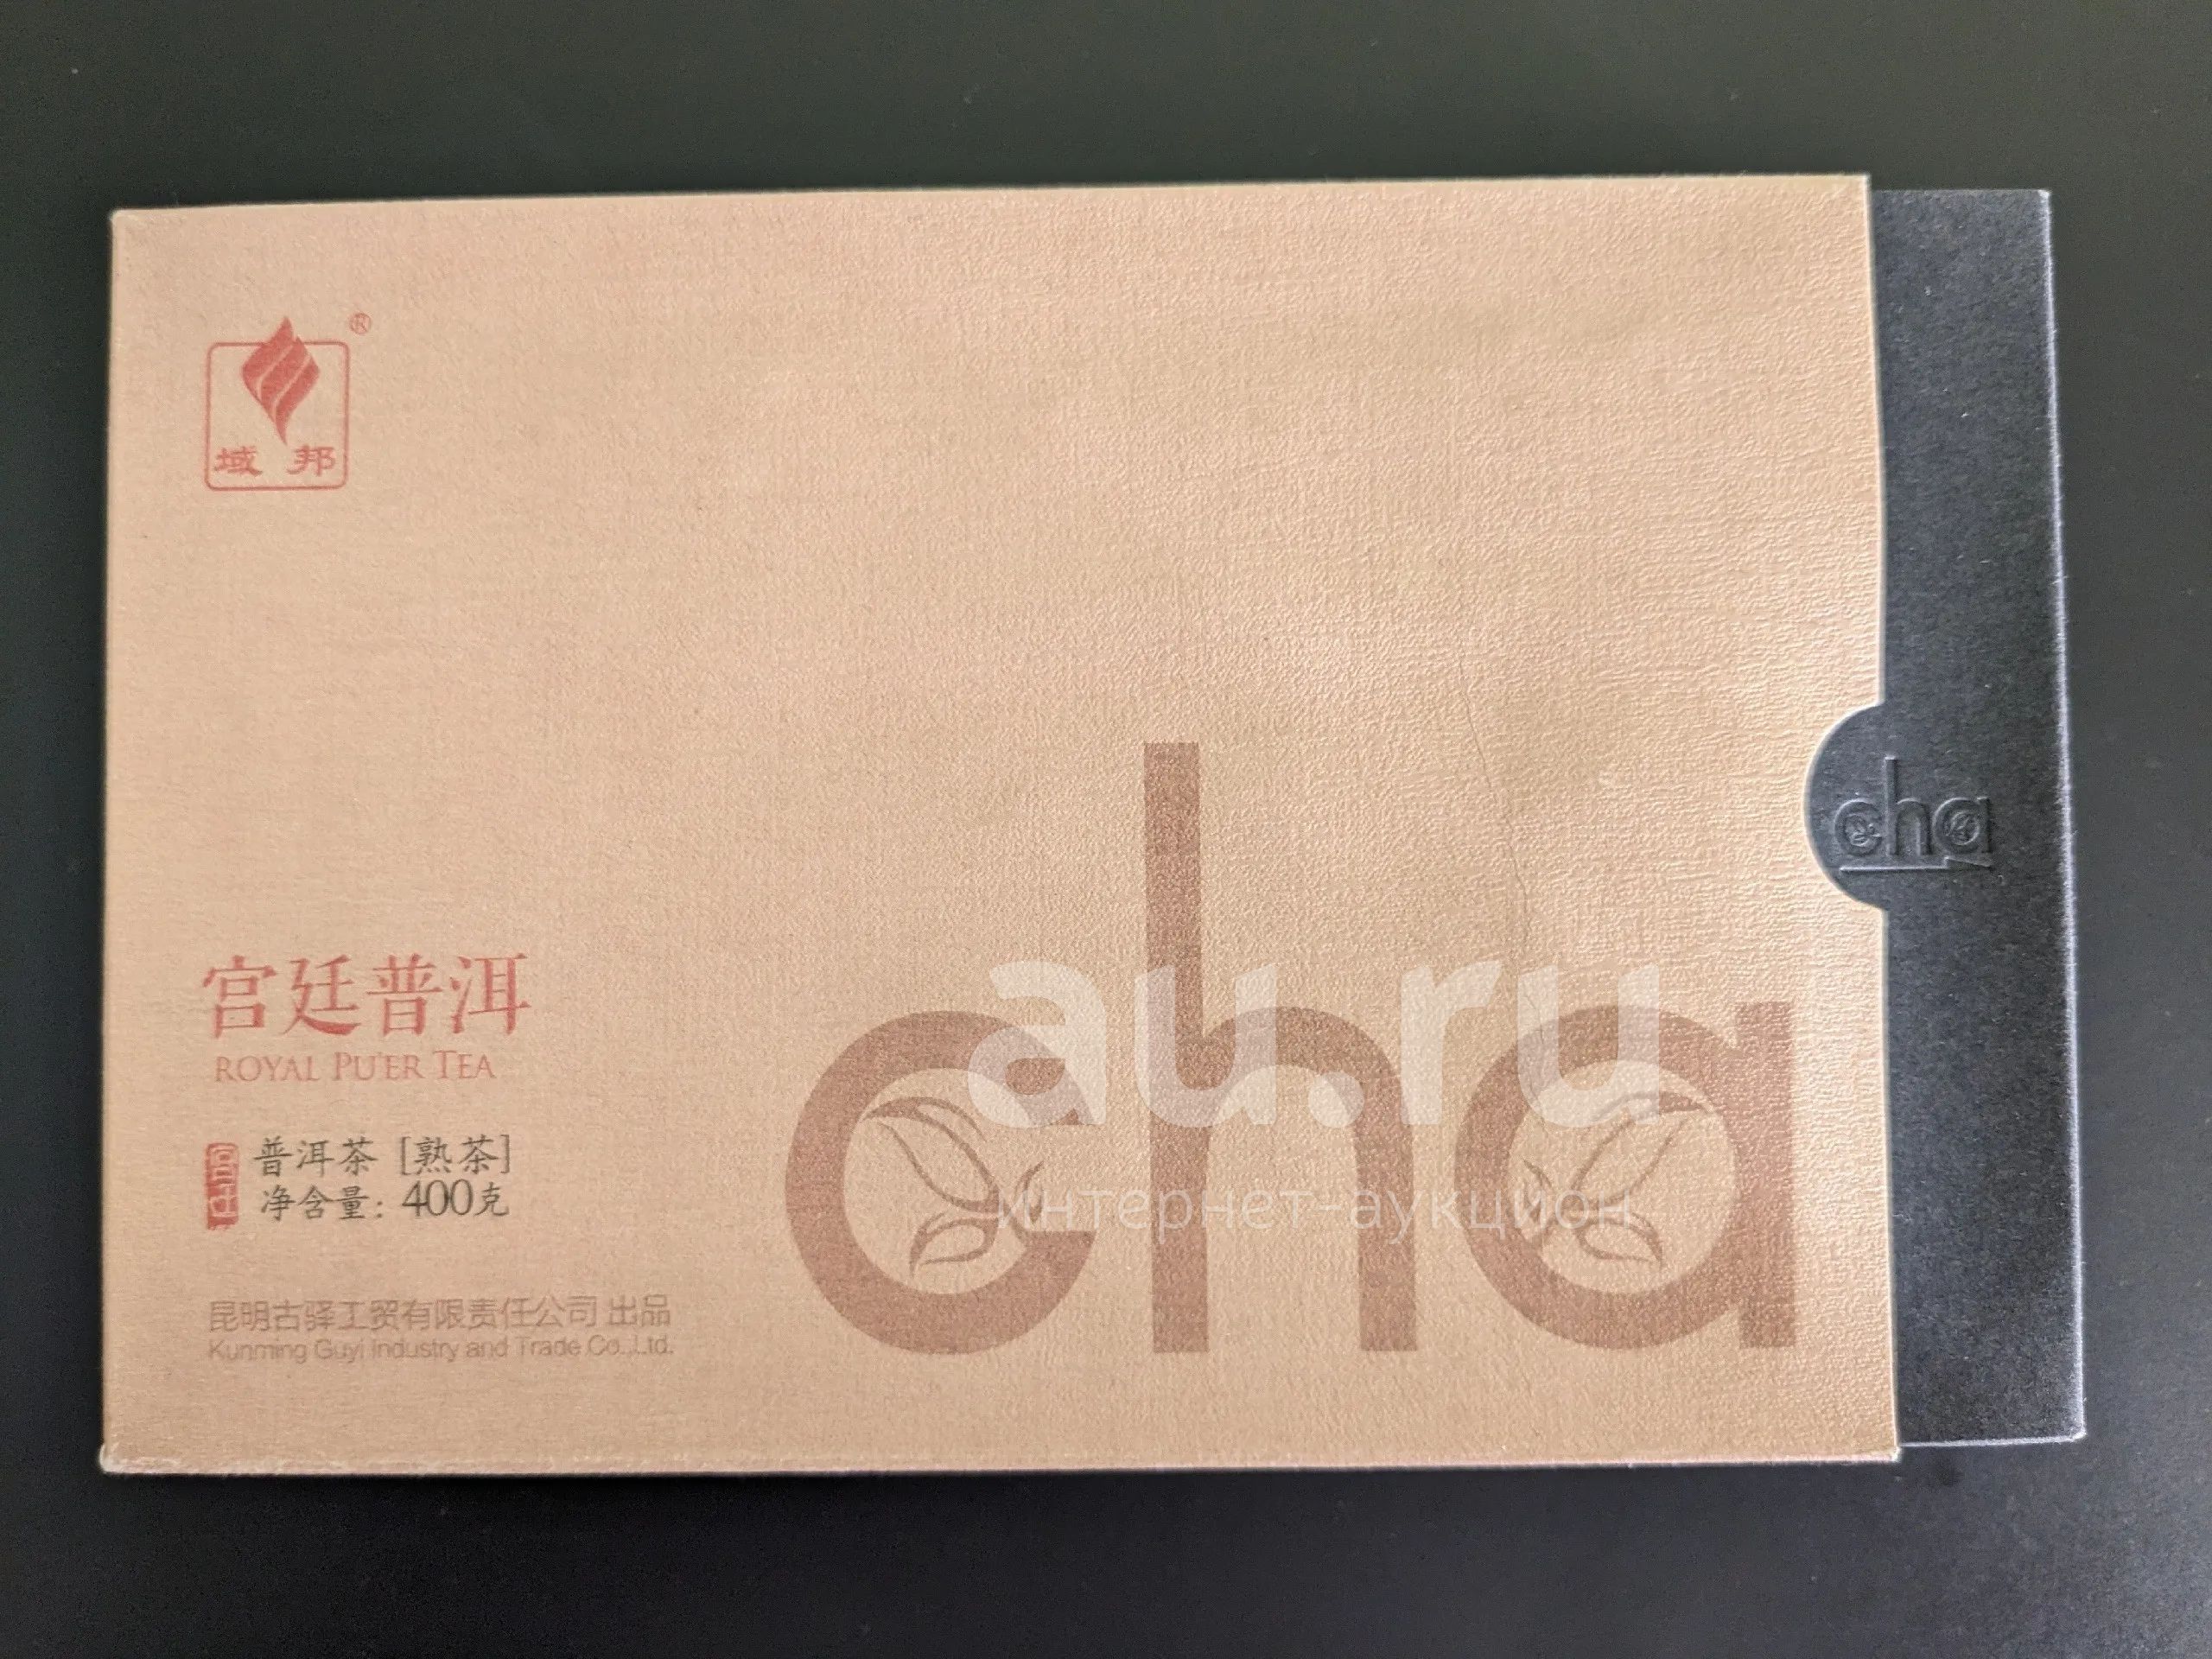 ®
域邦
cha
宫廷普洱
ROYAL PU'ER TEA
普洱茶 [熟茶]
净含量: 400克
昆明古驿工贸有限责任公司 出品
Kunming Guyi Industry and Trade Co.,Ltd.
cha
au.ru
интернет-аукцион